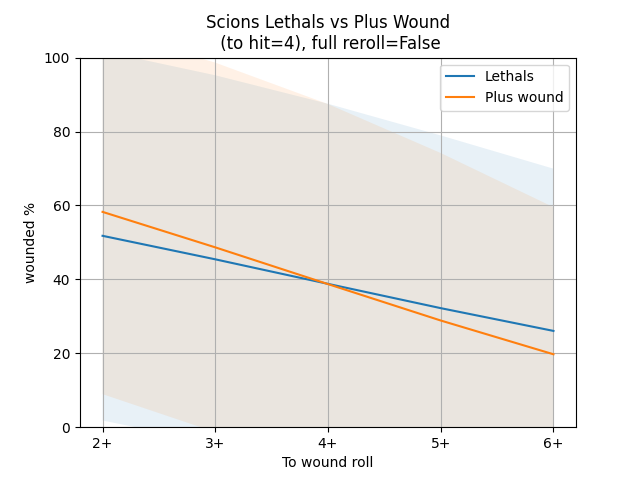 Scions Lethals vs Plus Wound
(to hit=4), full reroll=False
100
80
60
40
20
0
wounded %
Lethals
Plus wound
2+
3+
4+
5+
6+
To wound roll